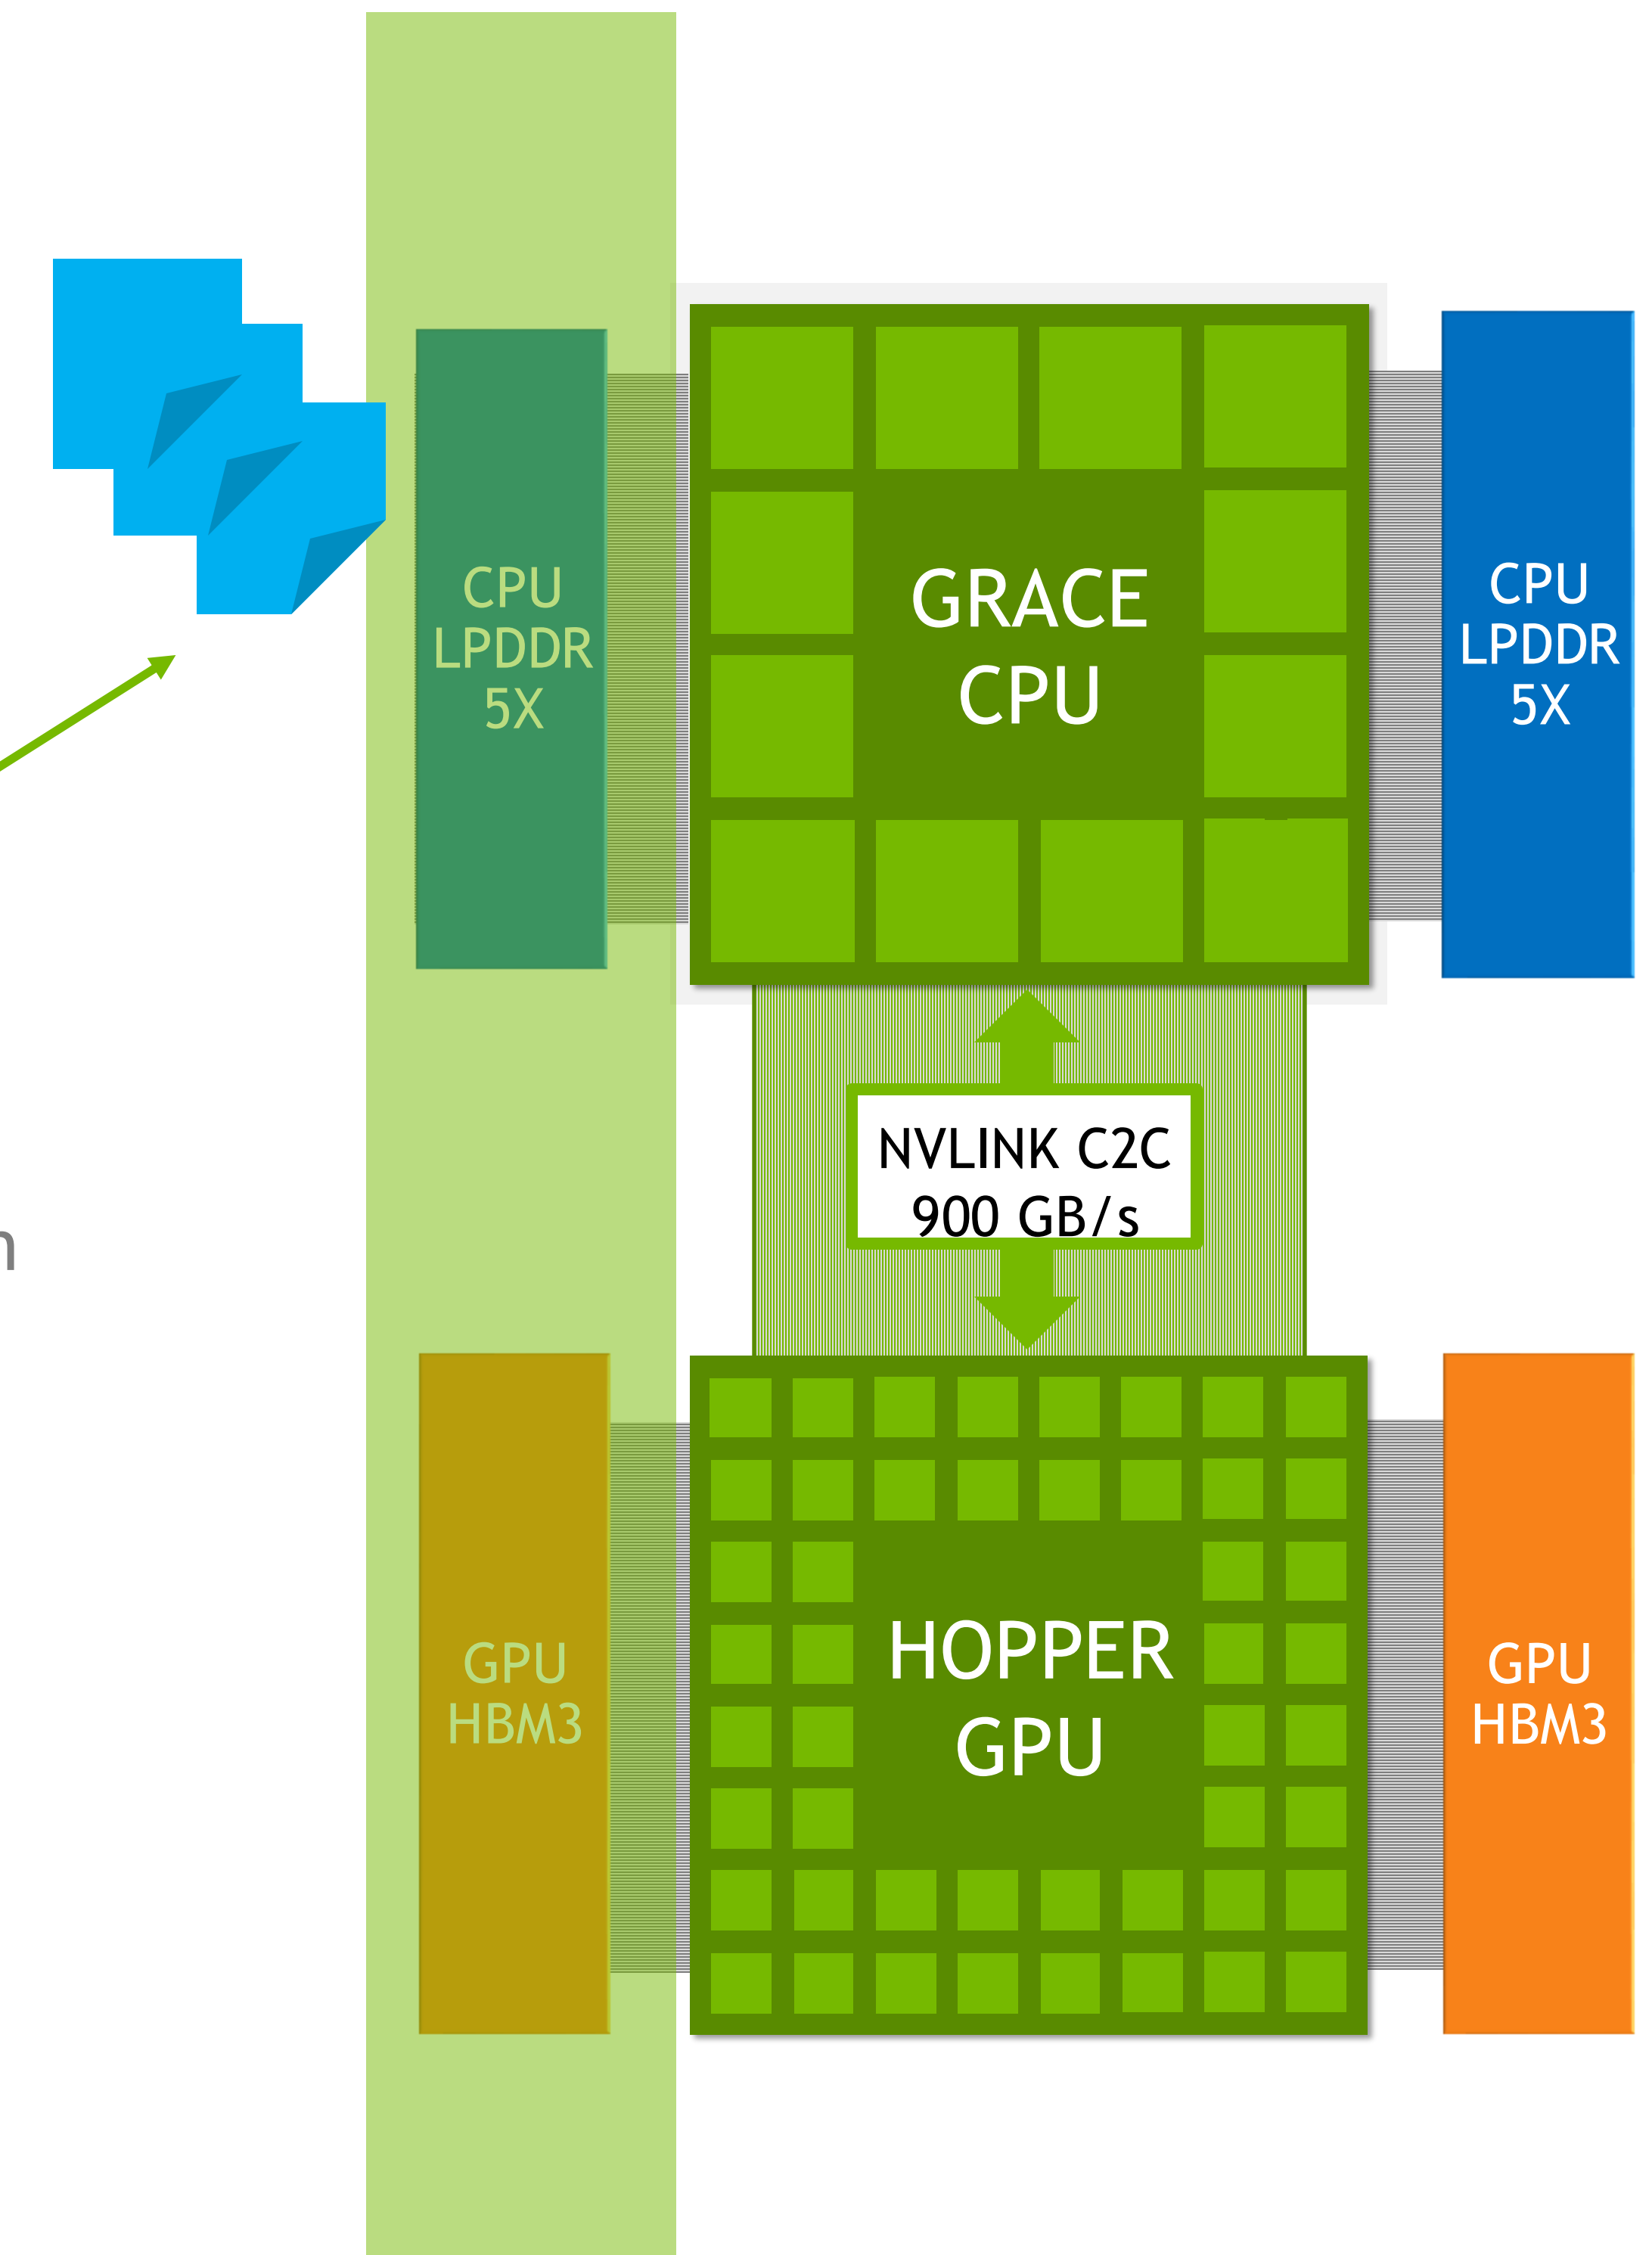 CPU
LPDDR
5X
GRACE
CPU
CPU
LPDDR
5X
NVLINK C2C
900 GB/s
n
GPU
HBM3
HOPPER
GPU
GPU
HBM3